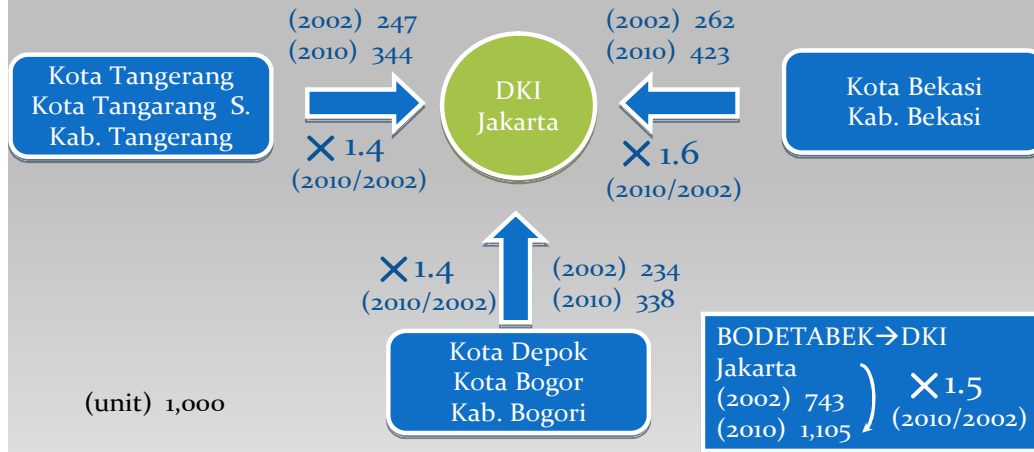 (2002) 247
(2010) 344
(2002) 262
(2010) 423
Kota Tangerang
Kota Tangarang S.
Kab. Tangerang
DKI
Jakarta
Kota Bekasi
Kab. Bekasi
×1.4
(2010/2002)
×1.6
(2010/2002)
×1.4
(2010/2002)
(2002) 234
(2010) 338
Kota Depok
Kota Bogor
Kab. Bogori
(unit) 1,000
BODETABEK→DKI
Jakarta
(2002) 743
(2010) 1,105
×1.5
(2010/2002)